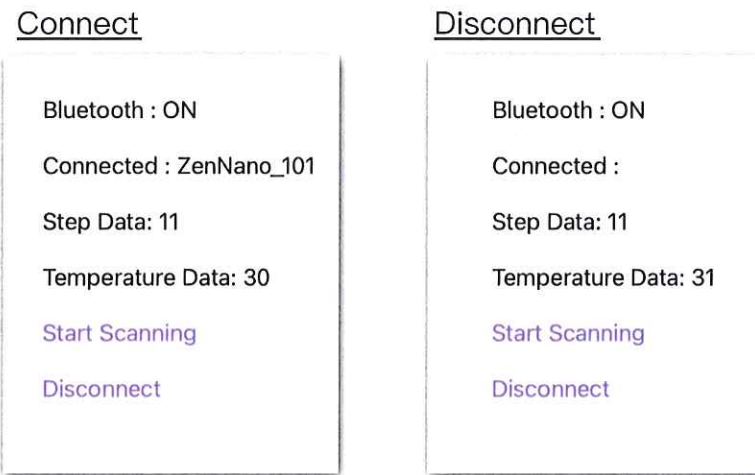 Connect
Bluetooth : ON
Connected : ZenNano_101
Step Data: 11
Temperature Data: 30
Start Scanning
Disconnect
Disconnect
Bluetooth : ON
Connected :
Step Data: 11
Temperature Data: 31
Start Scanning
Disconnect